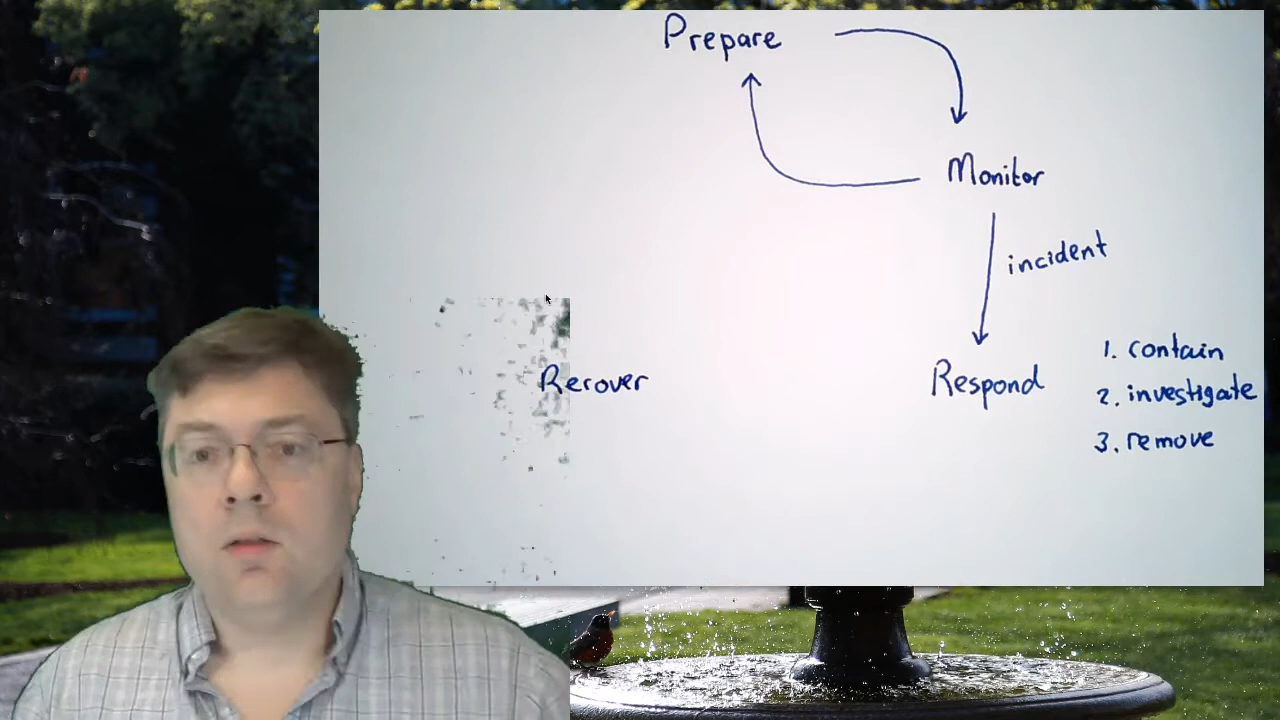 Prepare
Monitor
incident
Recover
Respond
1. contain
2. investigate
3. remove